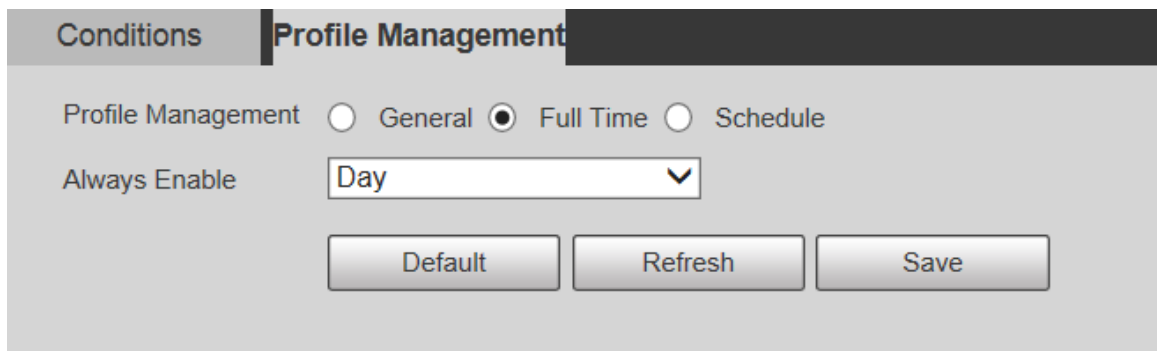 Conditions Profile Management
Profile Management General Full Time Schedule
Always Enable Day
Default Refresh Save